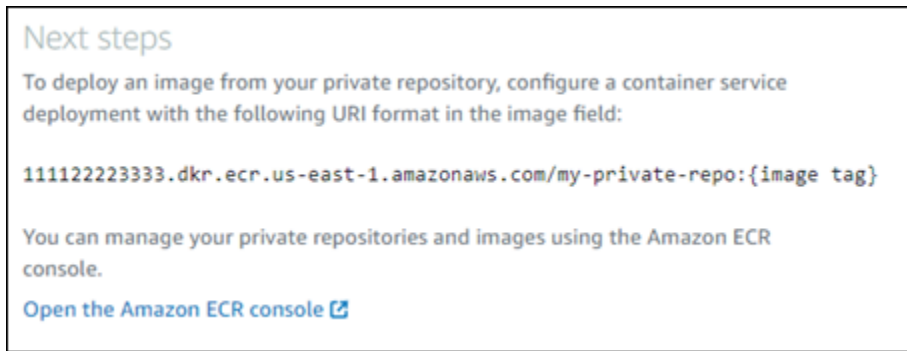 Next steps
To deploy an image from your private repository, configure a container service
deployment with the following URI format in the image field:
111122223333.dkr.ecr.us-east-1.amazonaws.com/my-private-repo:{image tag}
You can manage your private repositories and images using the Amazon ECR
console.
Open the Amazon ECR console